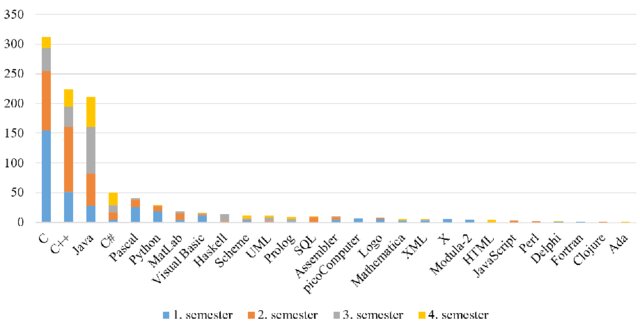 350
300
250
200
150
100
50
0
C
C++
Java
C#
Pascal
Python
MatLab
Visual Basic
Haskell
Scheme
UML
Prolog
SQL
Assembler
picoComputer
Logo
Mathematica
XML
X
Modula-2
HTML
JavaScript
Perl
Delphi
Fortran
Clojure
Ada
1. semester 2. semester 3. semester 4. semester